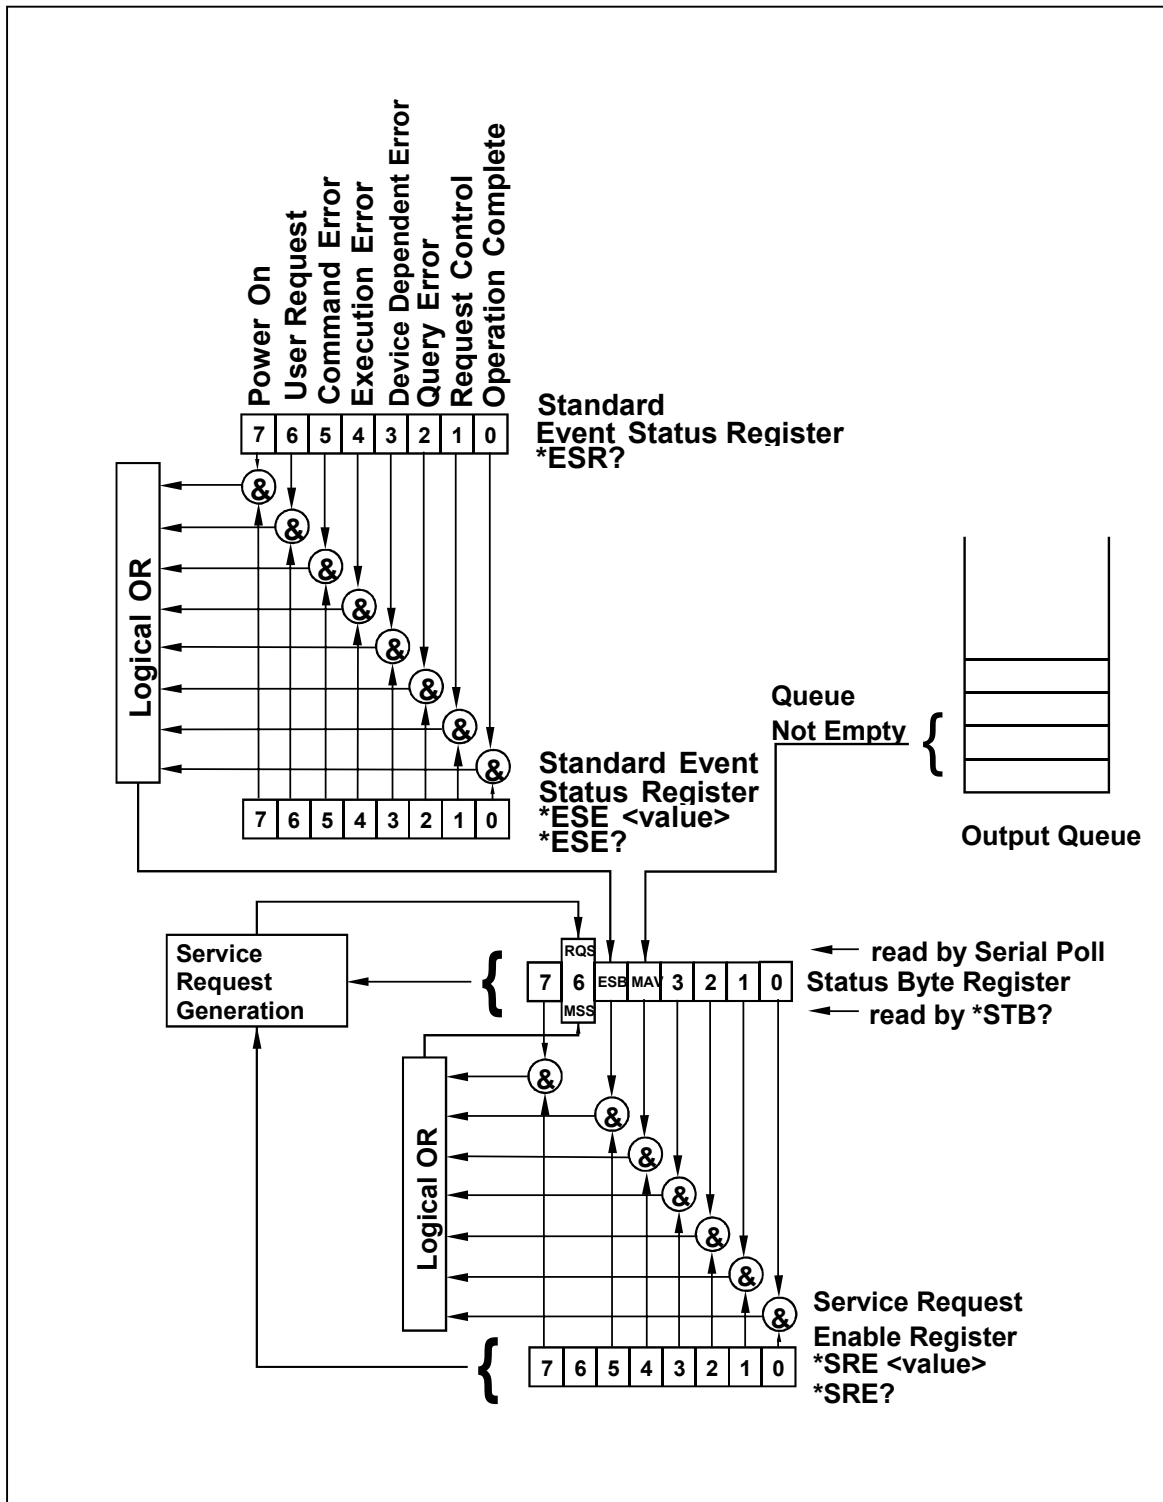 Power On
User Request
Command Error
Execution Error
Device Dependent Error
Query Error
Request Control
Operation Complete
7 6 5 4 3 2 1 0
Standard
Event Status Register
*ESR?
&
&
&
&
&
&
&
&
Logical OR
Queue
Not Empty
{
Output Queue
Standard Event
Status Register
*ESE <value>
*ESE?
7 6 5 4 3 2 1 0
Service
Request
Generation
{
RQS
7 6 ESB MAV 3 2 1 0
MSS
read by Serial Poll
Status Byte Register
read by *STB?
&
&
&
&
&
&
&
Logical OR
Service Request
Enable Register
*SRE <value>
*SRE?
{
7 6 5 4 3 2 1 0